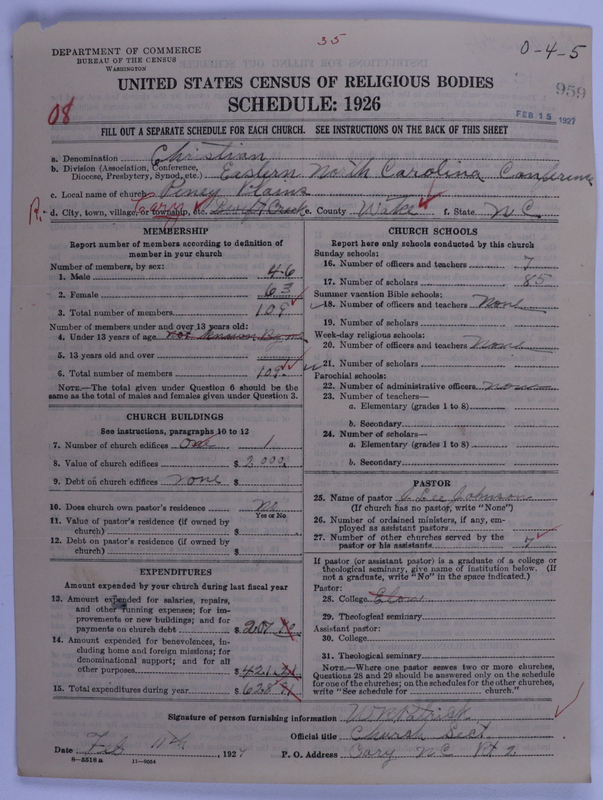 35
0-4-5
DEPARTMENT OF COMMERCE
BUREAU OF THE CENSUS
WASHINGTON
959
UNITED STATES CENSUS OF RELIGIOUS BODIES
SCHEDULE: 1926
08
FEB 15 1927
FILL OUT A SEPARATE SCHEDULE FOR EACH CHURCH. SEE INSTRUCTIONS ON THE BACK OF THIS SHEET
a. Denomination Christian
b. Division (Association, Conference, Diocese, Presbytery, Synod, etc.) Eastern North Carolina Conference
c. Local name of church Piney Plains
R. d. City, town, village, or township, etc. Cary Swift Creek e. County Wake f. State N C
MEMBERSHIP
Report number of members according to definition of
member in your church
Number of members, by sex:
1. Male 46
2. Female 63
3. Total number of members 109
Number of members under and over 13 years old:
4. Under 13 years of age not
5. 13 years old and over
6. Total number of members 109
NOTE.—The total given under Question 6 should be the
same as the total of males and females given under Question 3.
CHURCH BUILDINGS
See instructions, paragraphs 10 to 12
7. Number of church edifices One 1
8. Value of church edifices $ 2000
9. Debt on church edifices none $
10. Does church own pastor's residence no
Yes or No
11. Value of pastor's residence (if owned by
church) $
12. Debt on pastor's residence (if owned by
church) $
EXPENDITURES
Amount expended by your church during last fiscal year
13. Amount expended for salaries, repairs,
and other running expenses; for im-
provements or new buildings; and for
payments on church debt $ 207
14. Amount expended for benevolences, in-
cluding home and foreign missions; for
denominational support; and for all
other purposes $ 421
15. Total expenditures during year $ 628
CHURCH SCHOOLS
Report here only schools conducted by this church
Sunday schools:
16. Number of officers and teachers 7
17. Number of scholars 85
Summer vacation Bible schools:
18. Number of officers and teachers None
19. Number of scholars
Week-day religious schools:
20. Number of officers and teachers None
21. Number of scholars
Parochial schools:
22. Number of administrative officers
23. Number of teachers—
a. Elementary (grades 1 to 8)
b. Secondary
24. Number of scholars—
a. Elementary (grades 1 to 8)
b. Secondary
PASTOR
25. Name of pastor J Lee Johnson
(If church has no pastor, write "None")
26. Number of ordained ministers, if any, em-
ployed as assistant pastors
27. Number of other churches served by the
pastor or his assistants 7
If pastor (or assistant pastor) is a graduate of a college or
theological seminary, give name of institution below. (If
not a graduate, write "No" in the space indicated.)
Pastor:
28. College Elon
29. Theological seminary
Assistant pastor:
30. College
31. Theological seminary
NOTE.—Where one pastor serves two or more churches,
Questions 28 and 29 should be answered only on the schedule
for one of the churches; on the schedules for the other churches,
write "See schedule for ________ church."
Signature of person furnishing information
Official title Church Sect.
Date Feb 11th, 1927 P. O. Address Cary NC Rt 2
8—5518 a 11—9054